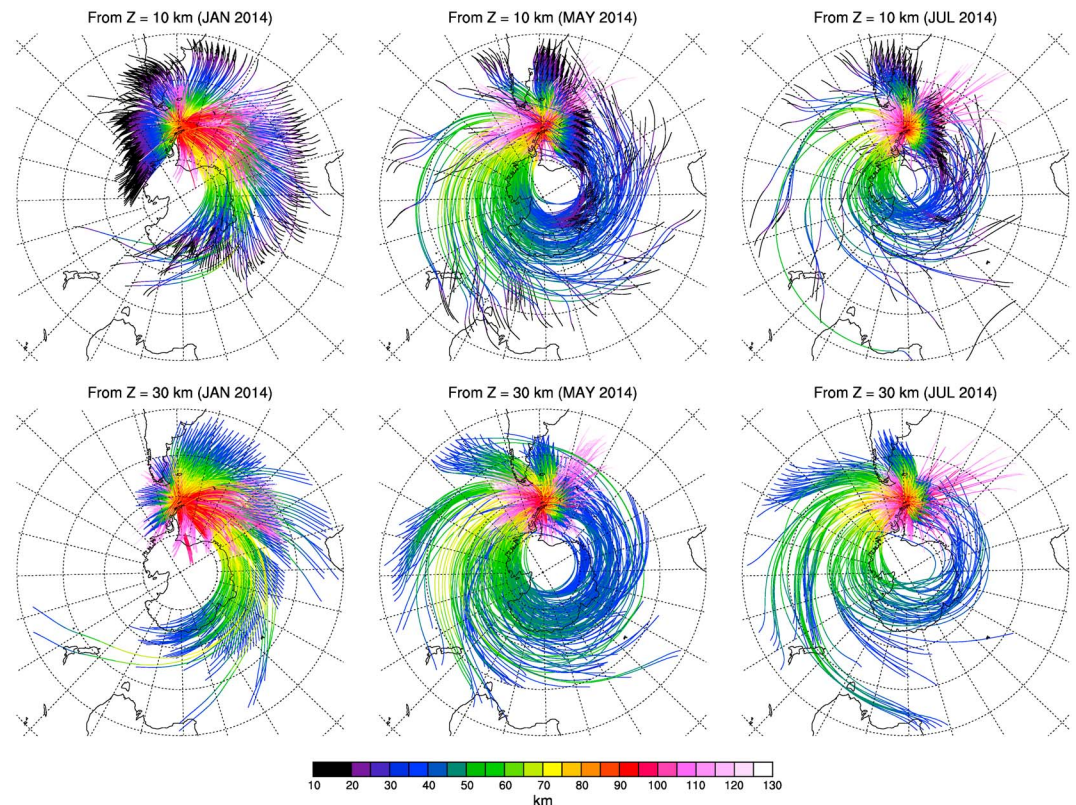 From Z = 10 km (JAN 2014)
From Z = 10 km (MAY 2014)
From Z = 10 km (JUL 2014)
From Z = 30 km (JAN 2014)
From Z = 30 km (MAY 2014)
From Z = 30 km (JUL 2014)
10 20 30 40 50 60 70 80 90 100 110 120 130
km